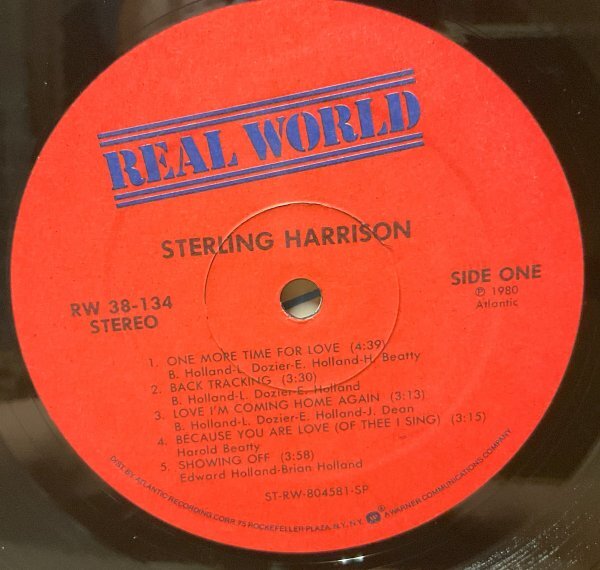 REAL WORLD
STERLING HARRISON
RW 38-134
STEREO
SIDE ONE
℗ 1980
Atlantic
1. ONE MORE TIME FOR LOVE (4:39)
B. Holland-L. Dozier-E. Holland-H. Beatty
2. BACK TRACKING (3:30)
B. Holland-L. Dozier-E. Holland
3. LOVE I'M COMING HOME AGAIN (3:13)
B. Holland-L. Dozier-E. Holland-J. Dean
4. BECAUSE YOU ARE LOVE (OF THEE I SING) (3:15)
Harold Beatty
5. SHOWING OFF (3:58)
Edward Holland-Brian Holland
ST-RW-804581-SP
DIST. BY ATLANTIC RECORDING CORP. 75 ROCKEFELLER PLAZA, N.Y., N.Y. ® A WARNER COMMUNICATIONS COMPANY